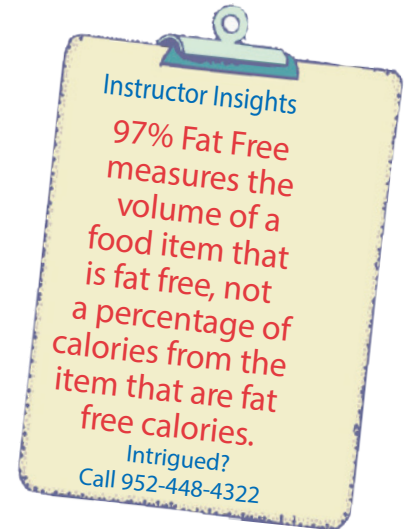 Instructor Insights
97% Fat Free
measures the
volume of a
food item that
is fat free, not
a percentage of
calories from the
item that are fat
free calories.
Intrigued?
Call 952-448-4322